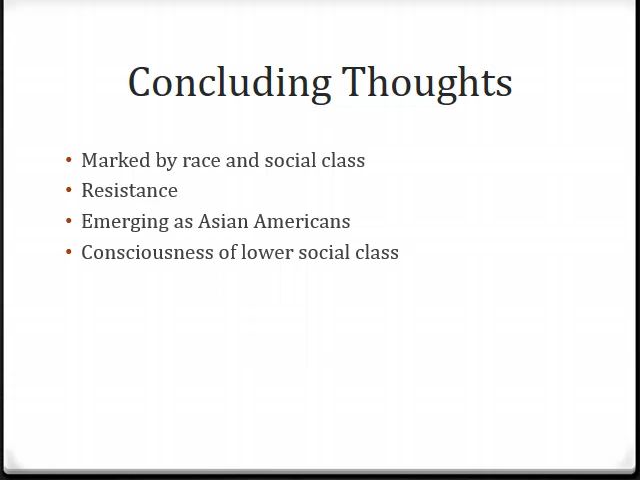 Concluding Thoughts
• Marked by race and social class
• Resistance
• Emerging as Asian Americans
• Consciousness of lower social class